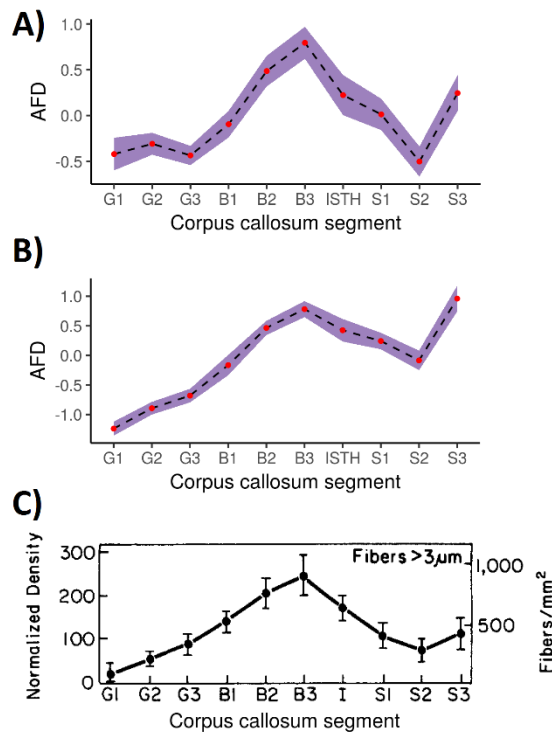 A)
AFD
1.0
0.5
0.0
-0.5
G1 G2 G3 B1 B2 B3 ISTH S1 S2 S3
Corpus callosum segment
B)
AFD
1.0
0.5
0.0
-0.5
-1.0
G1 G2 G3 B1 B2 B3 ISTH S1 S2 S3
Corpus callosum segment
C)
Normalized Density
300
200
100
0
Fibers >3μm
1,000
500
Fibers/mm²
G1 G2 G3 B1 B2 B3 I S1 S2 S3
Corpus callosum segment